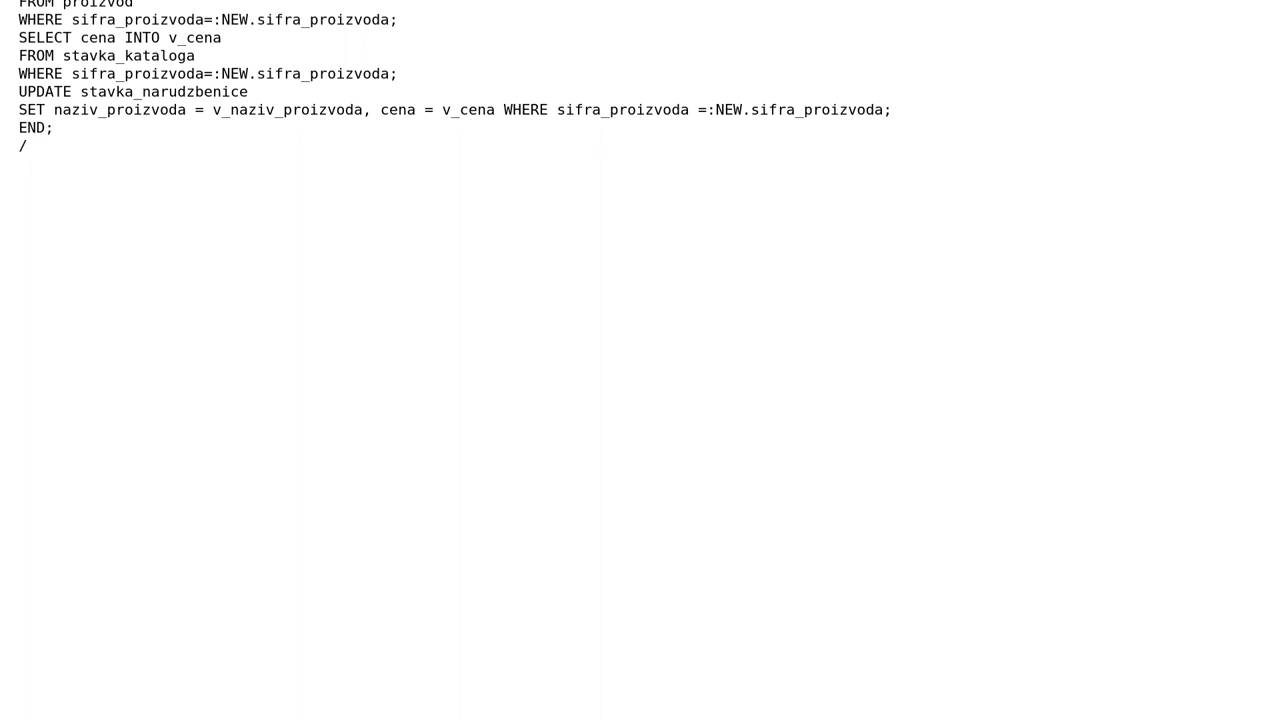 FROM proizvod
WHERE sifra_proizvoda=:NEW.sifra_proizvoda;
SELECT cena INTO v_cena
FROM stavka_kataloga
WHERE sifra_proizvoda=:NEW.sifra_proizvoda;
UPDATE stavka_narudzbenice
SET naziv_proizvoda = v_naziv_proizvoda, cena = v_cena WHERE sifra_proizvoda =:NEW.sifra_proizvoda;
END;
/